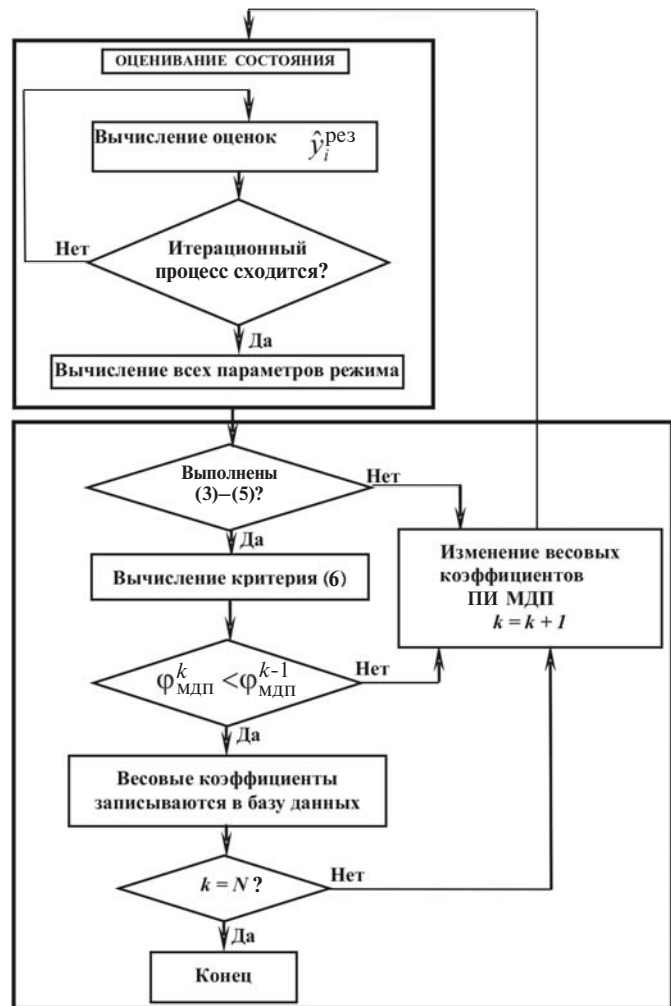 ОЦЕНИВАНИЕ СОСТОЯНИЯ
Вычисление оценок ŷᵢ^рез
Нет
Итерационный
процесс сходится?
Да
Вычисление всех параметров режима
Выполнены
(3)–(5)?
Нет
Да
Изменение весовых
коэффициентов
ПИ МДП
k = k + 1
Вычисление критерия (6)
φ^k_МДП < φ^k-1_МДП
Нет
Да
Весовые коэффициенты
записываются в базу данных
k = N ?
Нет
Да
Конец